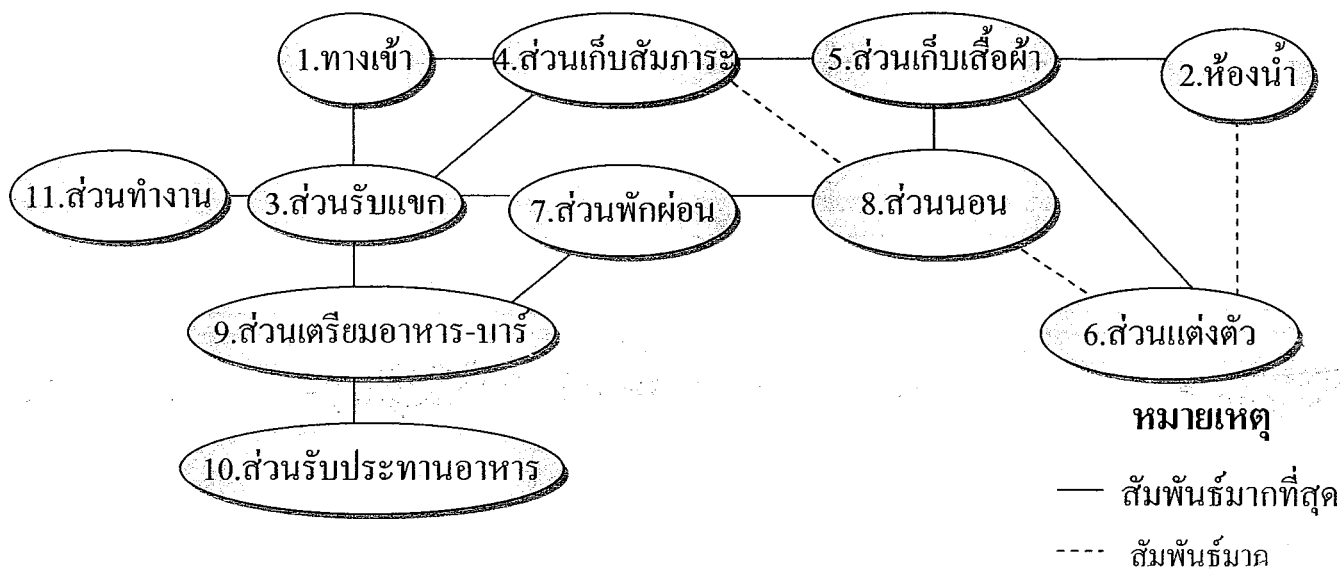 1.ทางเข้า
4.ส่วนเก็บสัมภาระ
5.ส่วนเก็บเสื้อผ้า
2.ห้องน้ำ
11.ส่วนทำงาน
3.ส่วนรับแขก
7.ส่วนพักผ่อน
8.ส่วนนอน
9.ส่วนเตรียมอาหาร-บาร์
6.ส่วนแต่งตัว
10.ส่วนรับประทานอาหาร
หมายเหตุ
สัมพันธ์มากที่สุด
สัมพันธ์มาก